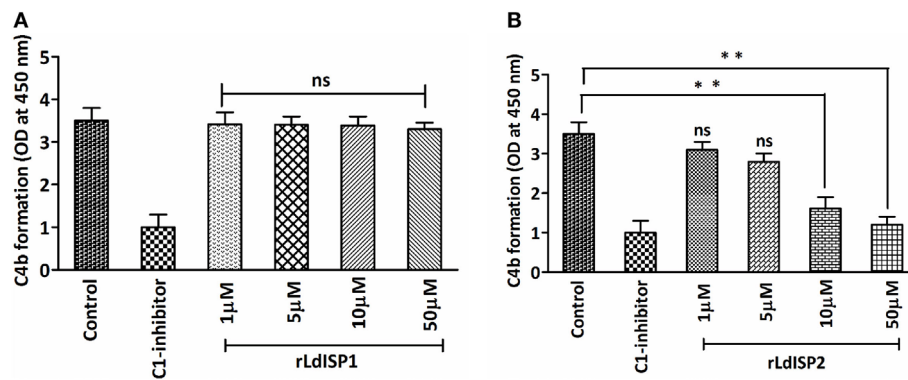 A
C4b formation (OD at 450 nm)
5
4
3
2
1
0
ns
Control
C1-inhibitor
1μM
5μM
10μM
50μM
rLdISP1
B
C4b formation (OD at 450 nm)
5
4
3
2
1
0
* *
* *
ns
ns
Control
C1-inhibitor
1μM
5μM
10μM
50μM
rLdISP2